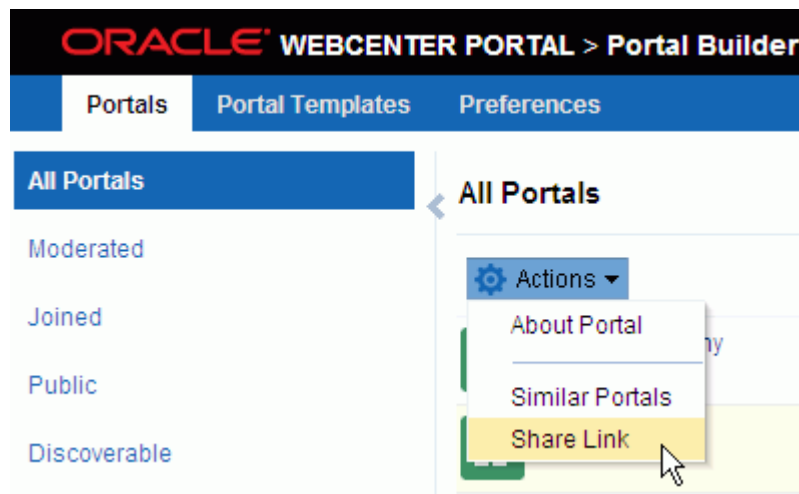 ORACLE WEBCENTER PORTAL > Portal Builder
Portals Portal Templates Preferences
All Portals
Moderated
Joined
Public
Discoverable
All Portals
Actions
About Portal
Similar Portals
Share Link